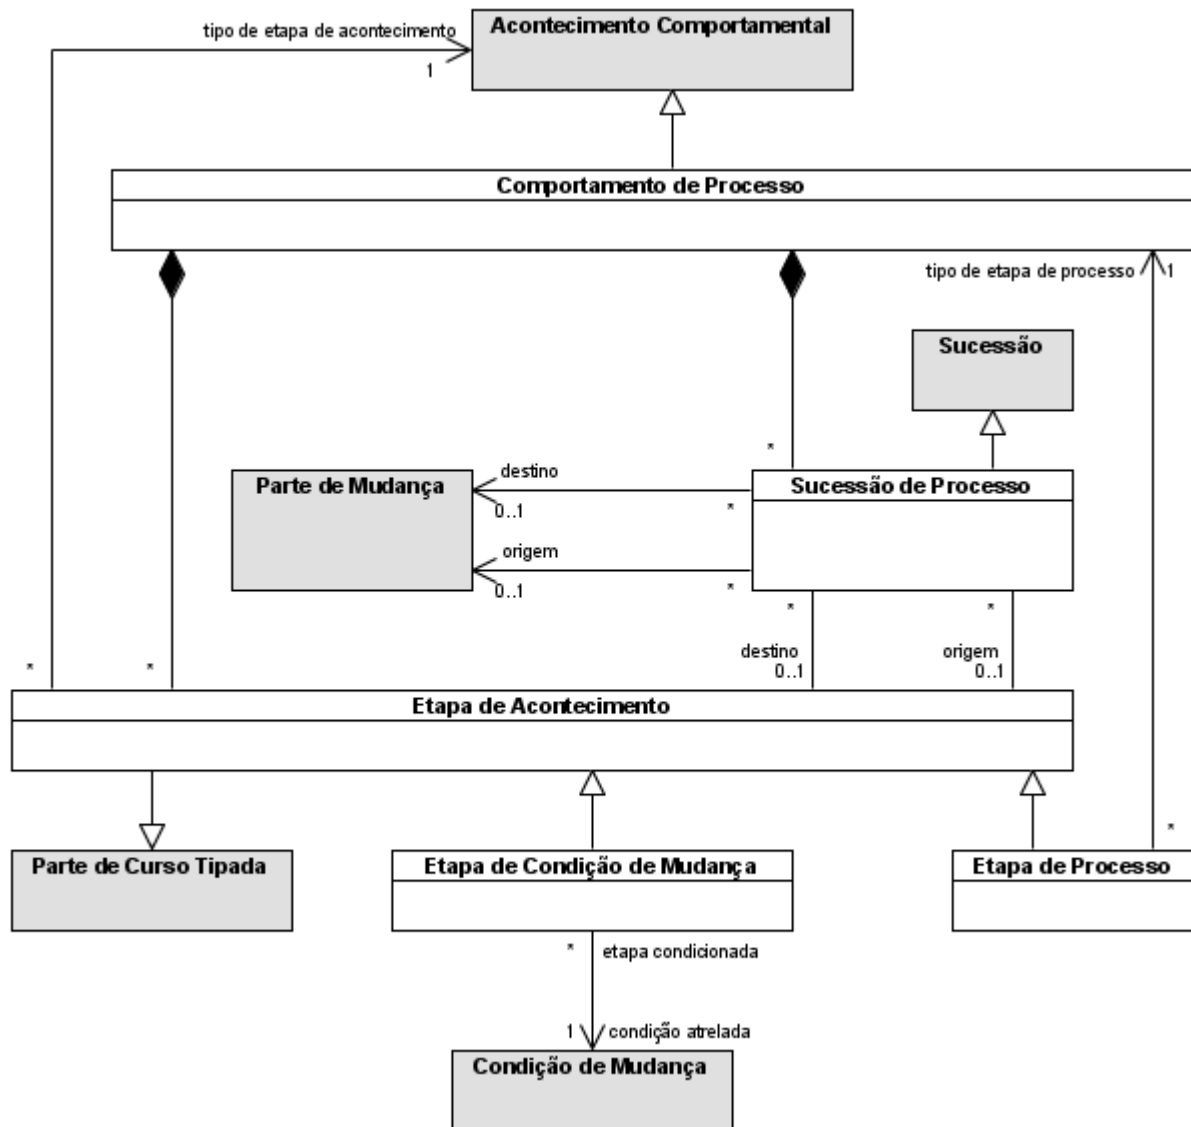 Acontecimento Comportamental
tipo de etapa de acontecimento
1
Comportamento de Processo
tipo de etapa de processo
1
Sucessão
*
Parte de Mudança
destino
0..1
*
Sucessão de Processo
origem
0..1
*
*
*
destino
0..1
origem
0..1
*
*
Etapa de Acontecimento
*
Parte de Curso Tipada
Etapa de Condição de Mudança
Etapa de Processo
*
etapa condicionada
1
condição atrelada
Condição de Mudança